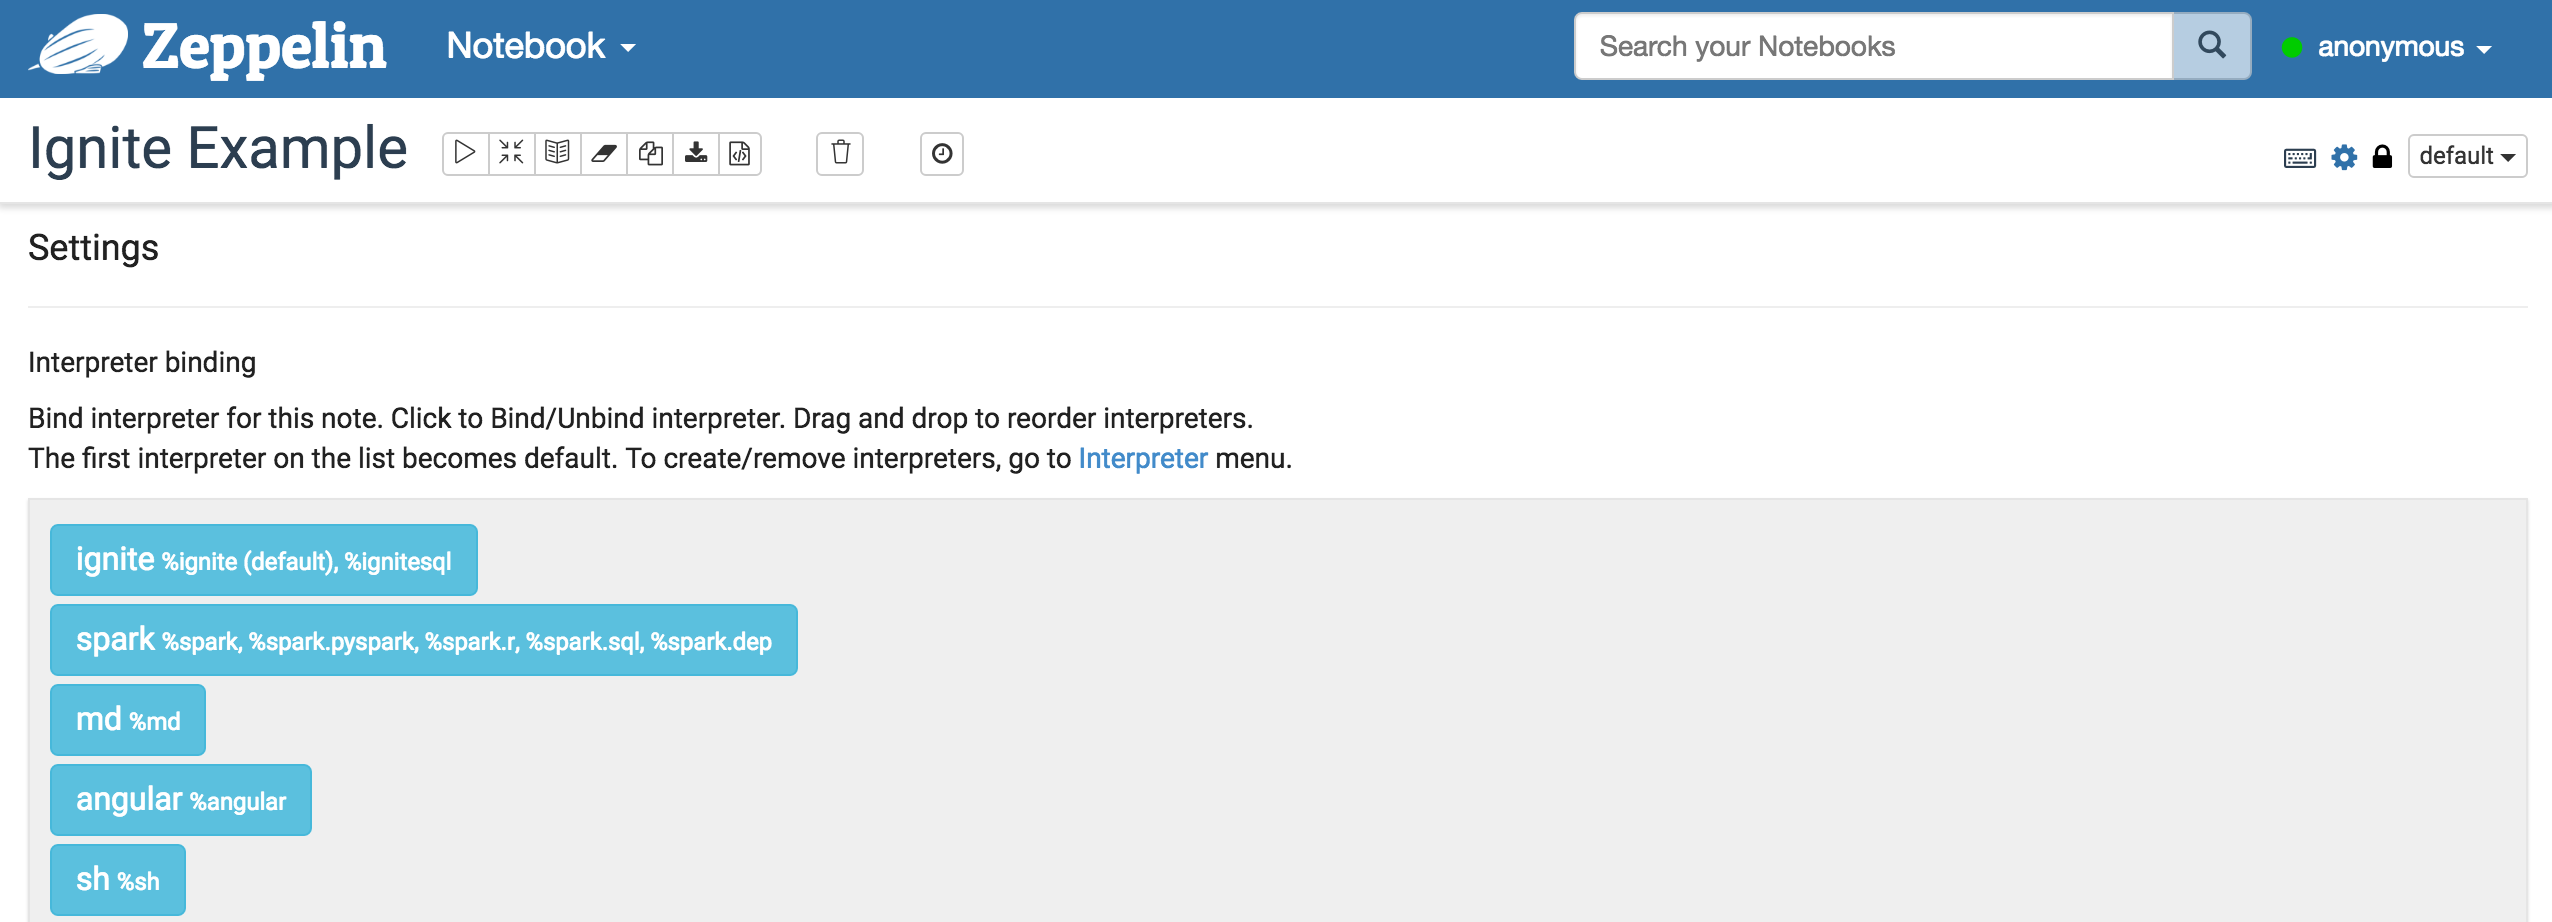 Zeppelin Notebook Search your Notebooks anonymous
Ignite Example default
Settings
Interpreter binding
Bind interpreter for this note. Click to Bind/Unbind interpreter. Drag and drop to reorder interpreters.
The first interpreter on the list becomes default. To create/remove interpreters, go to Interpreter menu.
ignite %ignite (default), %ignitesql
spark %spark, %spark.pyspark, %spark.r, %spark.sql, %spark.dep
md %md
angular %angular
sh %sh